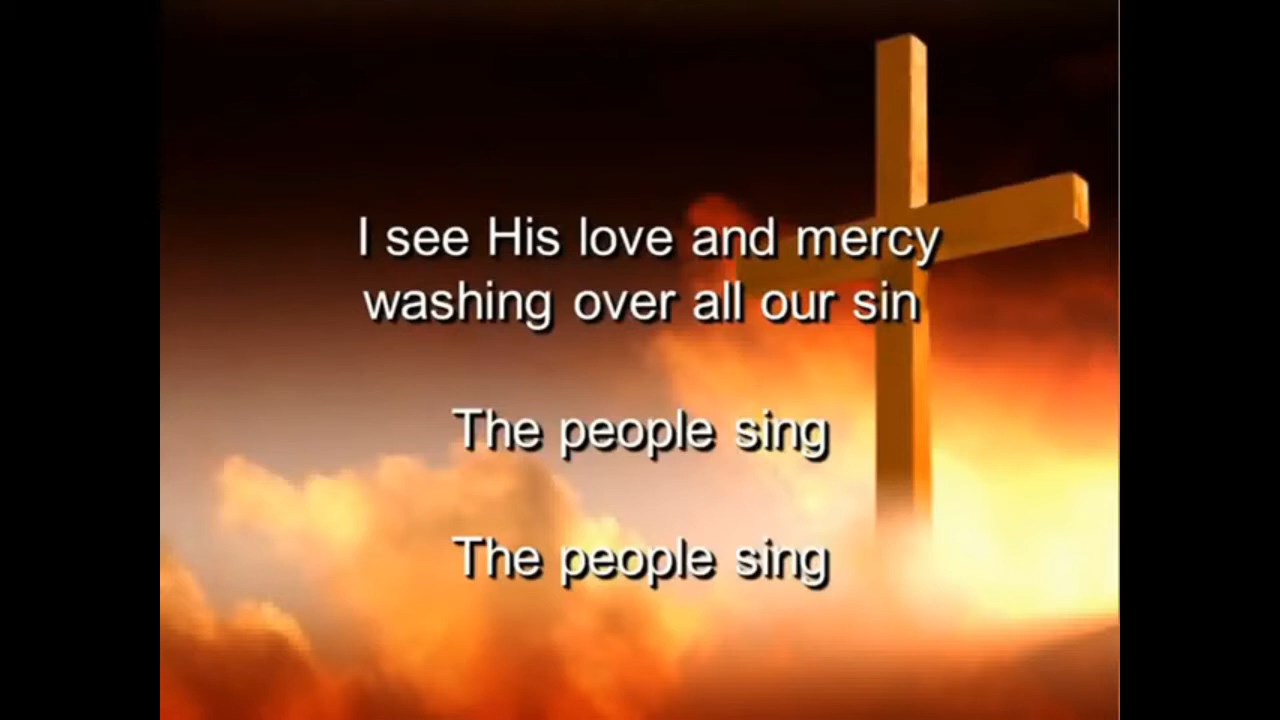 I see His love and mercy
washing over all our sin
The people sing
The people sing